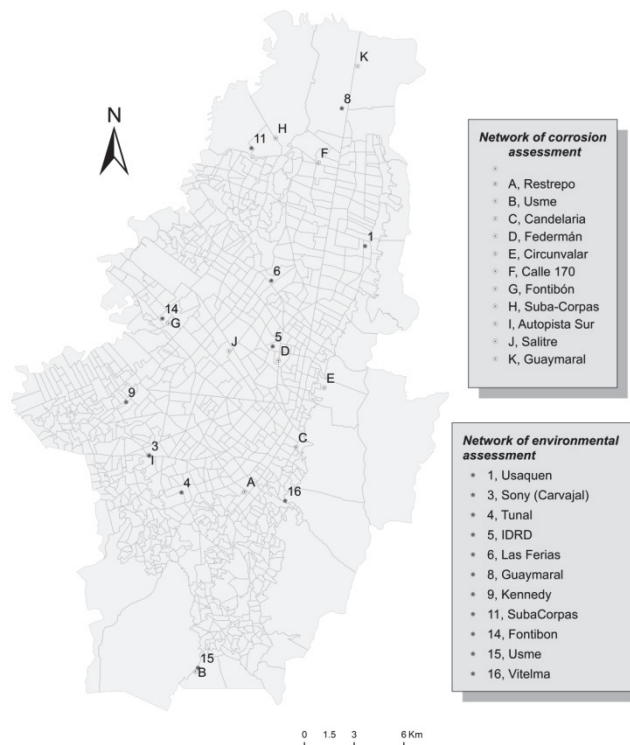 K
8
H
11
F
N
1
6
14
G
5
J
D
E
9
C
3
I
4
A
16
15
B
0 1.5 3 6 Km
Network of corrosion
assessment
A, Restrepo
B, Usme
C, Candelaria
D, Federmán
E, Circunvalar
F, Calle 170
G, Fontibón
H, Suba-Corpas
I, Autopista Sur
J, Salitre
K, Guaymaral
Network of environmental
assessment
1, Usaquen
3, Sony (Carvajal)
4, Tunal
5, IDRD
6, Las Ferias
8, Guaymaral
9, Kennedy
11, SubaCorpas
14, Fontibon
15, Usme
16, Vitelma